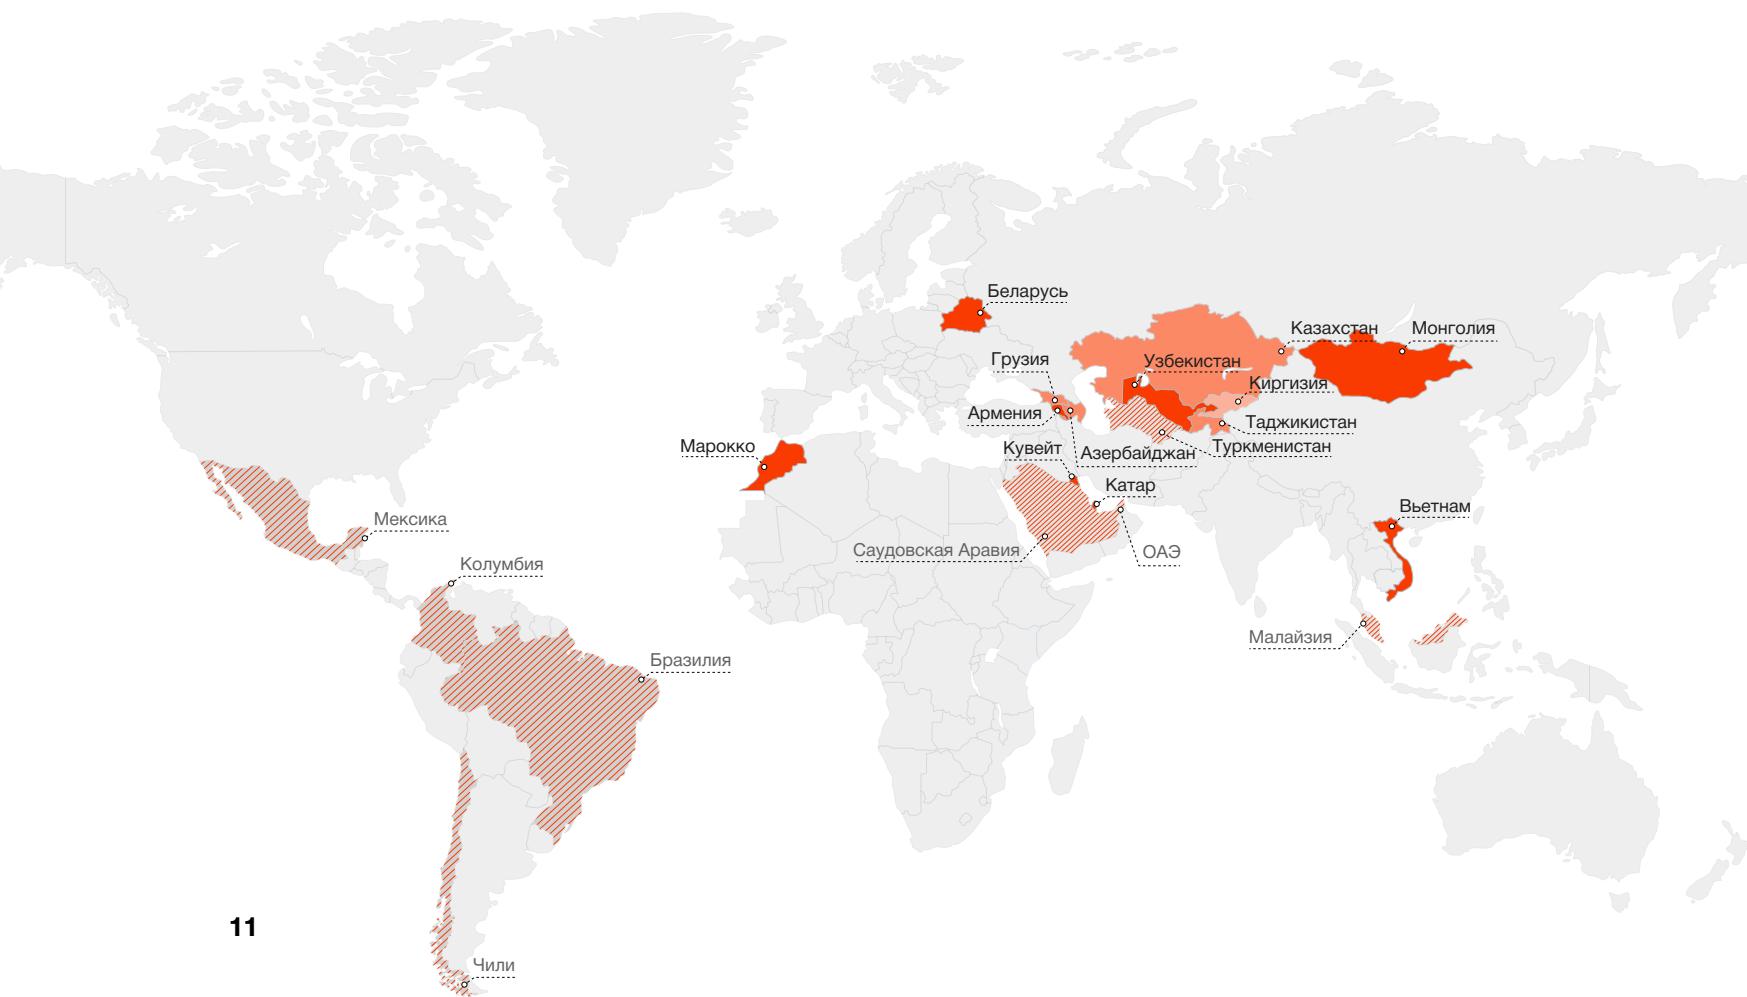 Беларусь
Казахстан
Монголия
Грузия
Узбекистан
Киргизия
Армения
Таджикистан
Марокко
Кувейт
Азербайджан
Туркменистан
Катар
Вьетнам
Мексика
Саудовская Аравия
ОАЭ
Колумбия
Малайзия
Бразилия
11
Чили